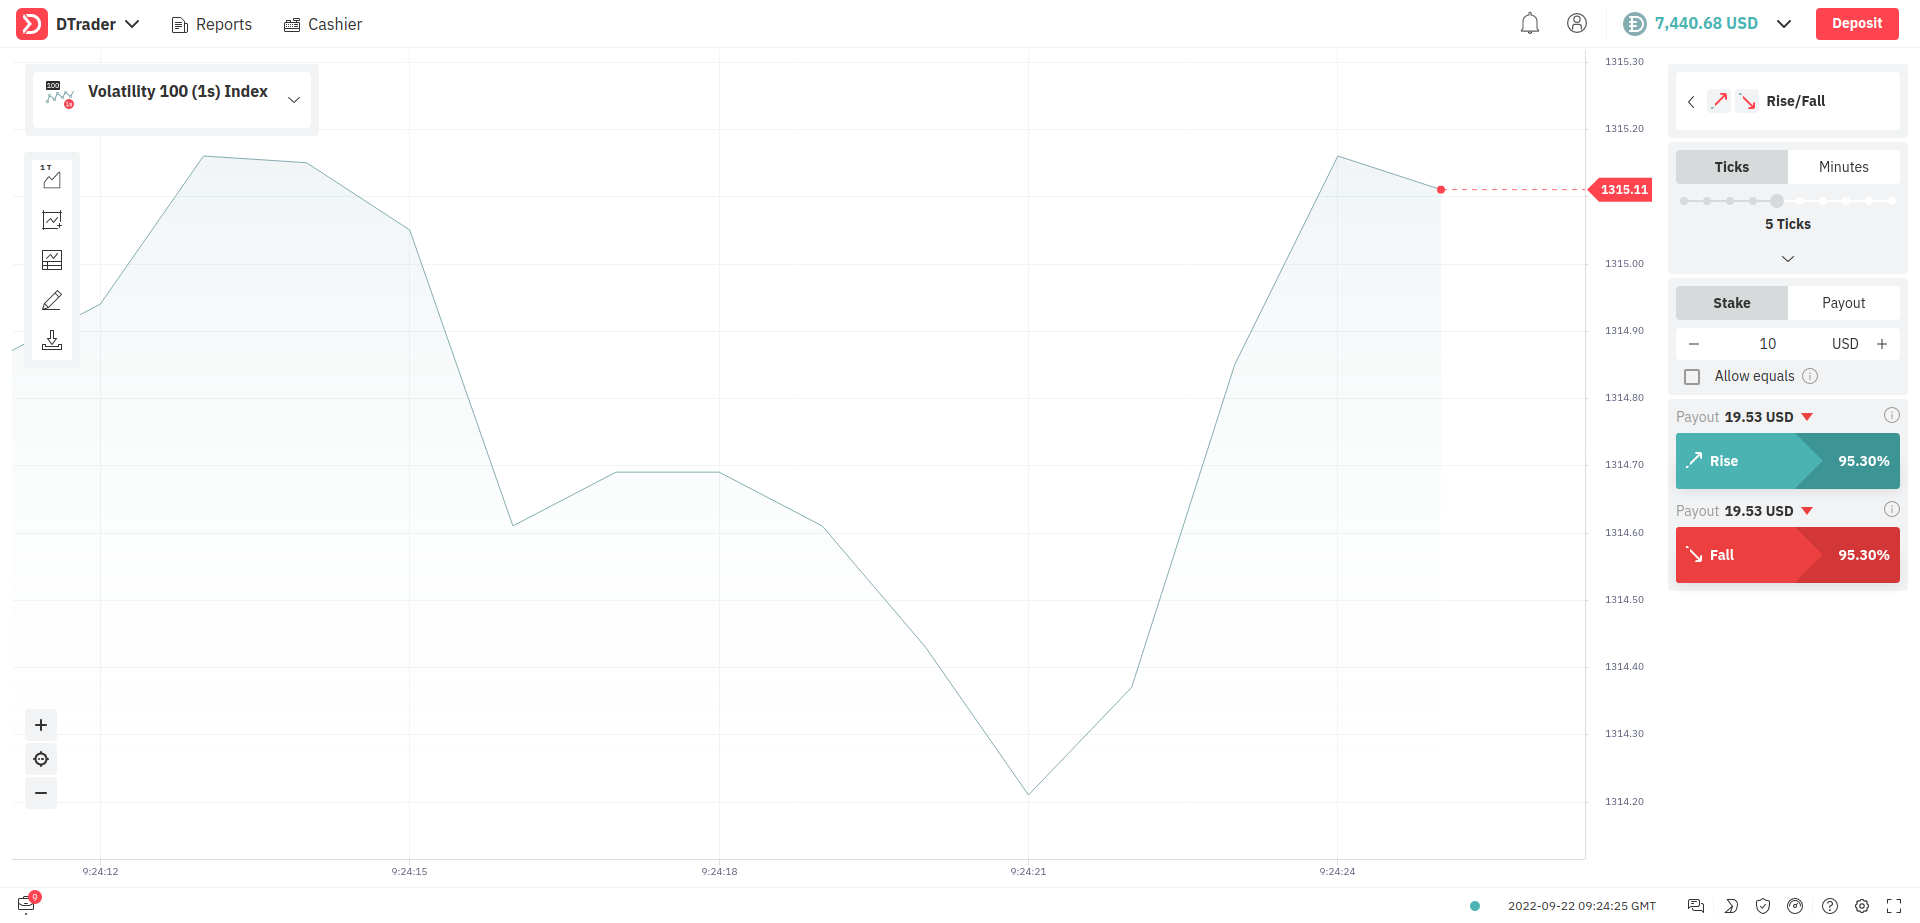 DTrader
Reports
Cashier
7,440.68 USD
Deposit
100
1s
Volatility 100 (1s) Index
1 T
1315.30
1315.20
1315.11
1315.00
1314.90
1314.80
1314.70
1314.60
1314.50
1314.40
1314.30
1314.20
9:24:12
9:24:15
9:24:18
9:24:21
9:24:24
Rise/Fall
Ticks
Minutes
5 Ticks
Stake
Payout
10
USD
Allow equals
Payout 19.53 USD
Rise
95.30%
Payout 19.53 USD
Fall
95.30%
9
2022-09-22 09:24:25 GMT